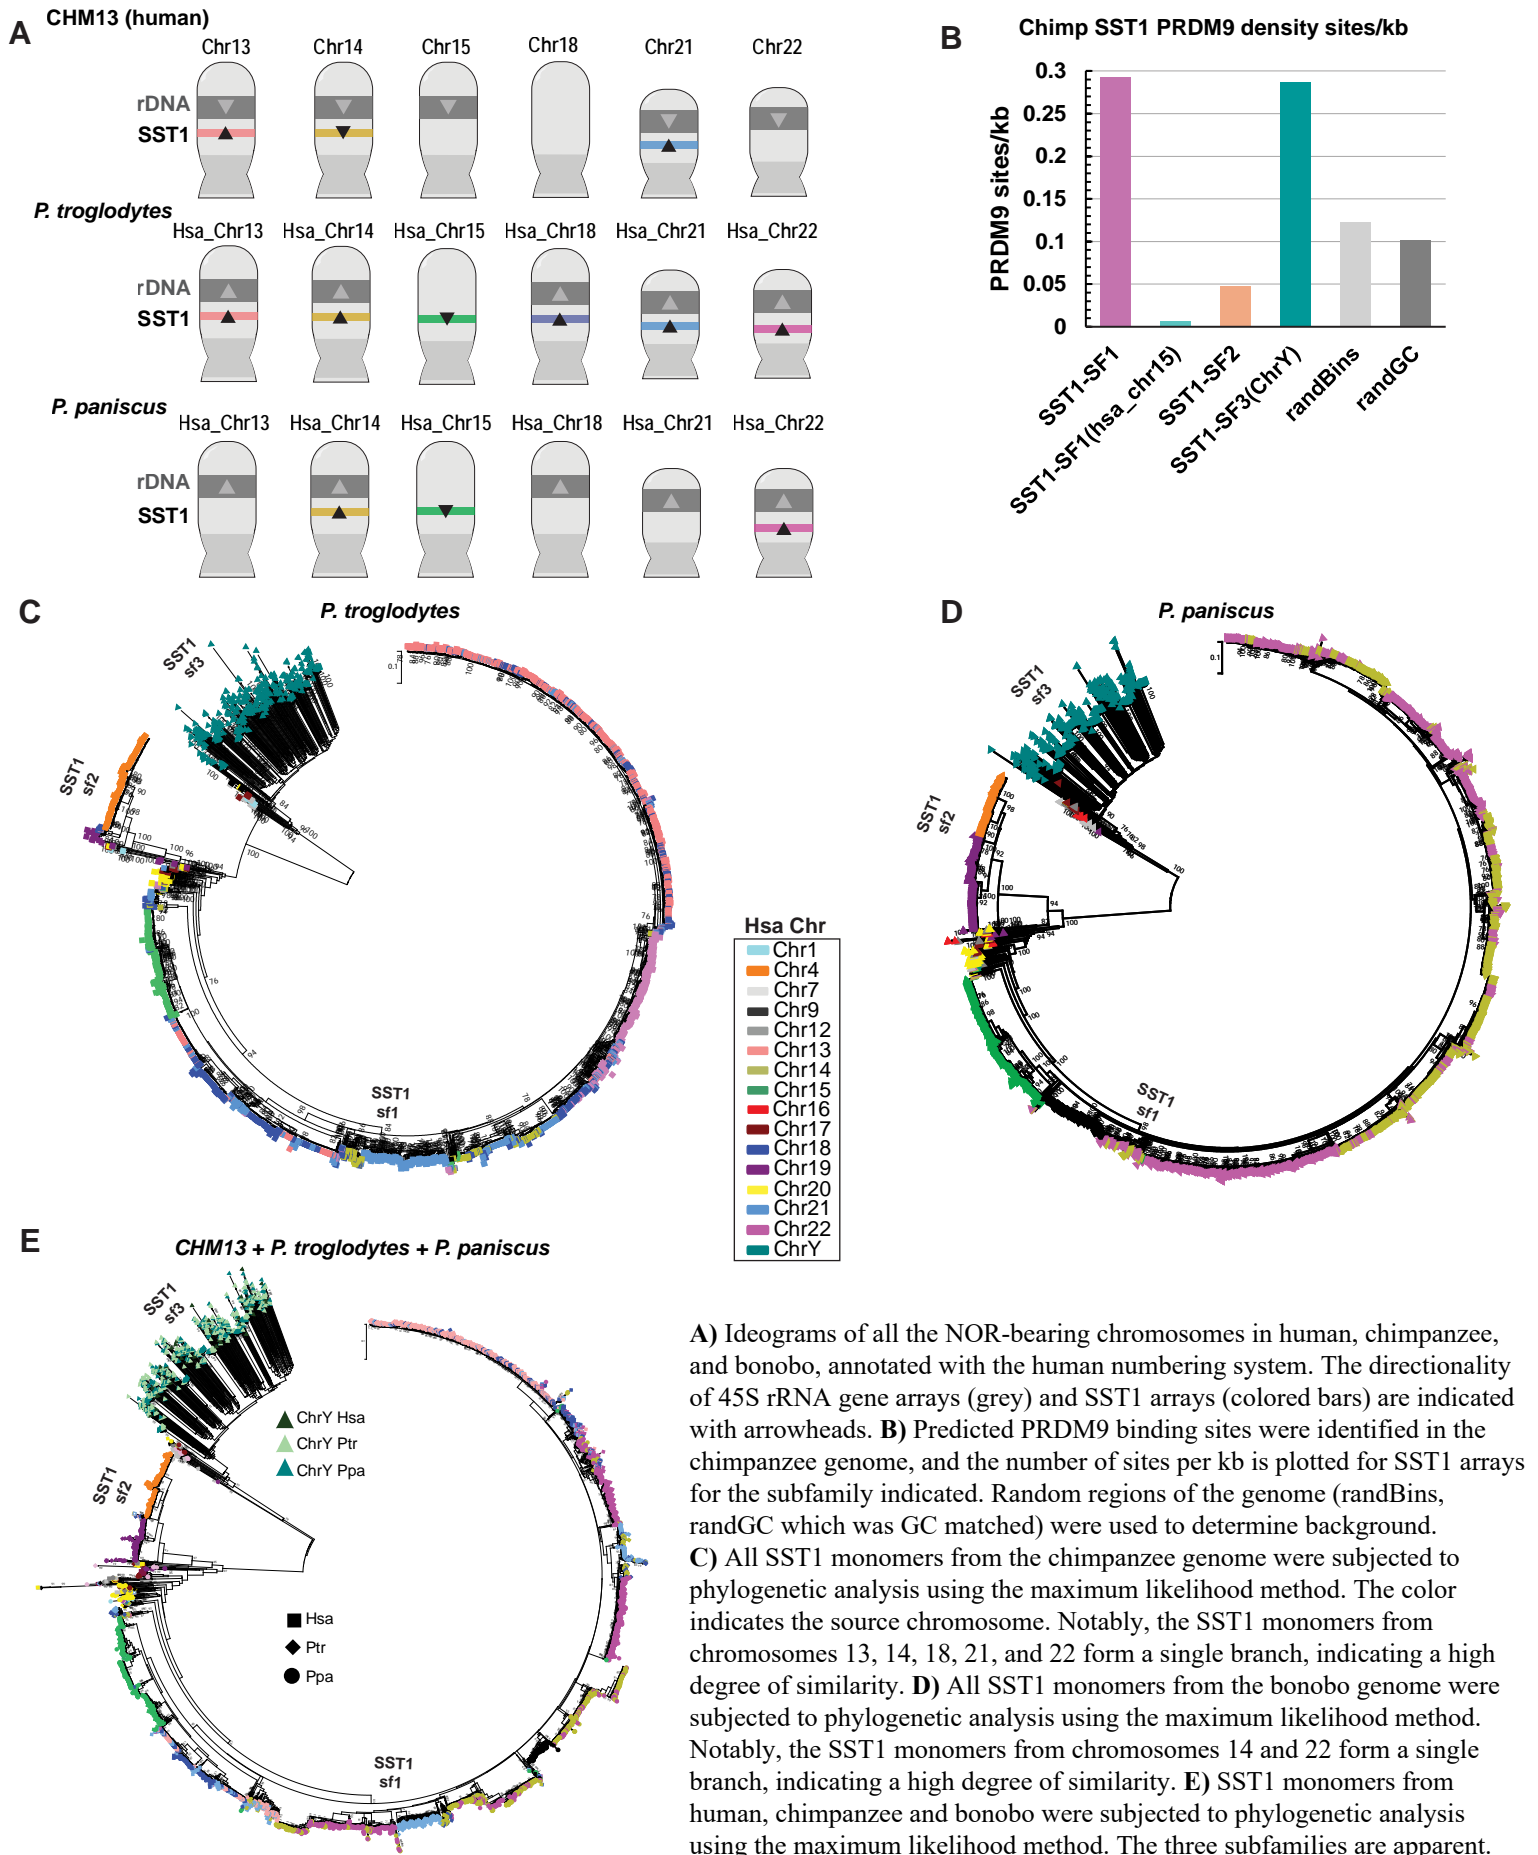 A
CHM13 (human)
Chr13
Chr14
Chr15
Chr18
Chr21
Chr22
rDNA
SST1
P. troglodytes
Hsa_Chr13
Hsa_Chr14
Hsa_Chr15
Hsa_Chr18
Hsa_Chr21
Hsa_Chr22
rDNA
SST1
P. paniscus
Hsa_Chr13
Hsa_Chr14
Hsa_Chr15
Hsa_Chr18
Hsa_Chr21
Hsa_Chr22
rDNA
SST1
B
Chimp SST1 PRDM9 density sites/kb
PRDM9 sites/kb
0.3
0.25
0.2
0.15
0.1
0.05
0
SST1-SF1
SST1-SF1(hsa_chr15)
SST1-SF2
SST1-SF3(ChrY)
randBins
randGC
C
P. troglodytes
SST1
sf3
SST1
sf2
SST1
sf1
0.1
D
P. paniscus
SST1
sf3
SST1
sf2
SST1
sf1
0.1
Hsa Chr
Chr1
Chr4
Chr7
Chr9
Chr12
Chr13
Chr14
Chr15
Chr16
Chr17
Chr18
Chr19
Chr20
Chr21
Chr22
ChrY
E
CHM13 + P. troglodytes + P. paniscus
SST1
sf3
SST1
sf2
SST1
sf1
ChrY Hsa
ChrY Ptr
ChrY Ppa
Hsa
Ptr
Ppa
A) Ideograms of all the NOR-bearing chromosomes in human, chimpanzee,
and bonobo, annotated with the human numbering system. The directionality
of 45S rRNA gene arrays (grey) and SST1 arrays (colored bars) are indicated
with arrowheads. B) Predicted PRDM9 binding sites were identified in the
chimpanzee genome, and the number of sites per kb is plotted for SST1 arrays
for the subfamily indicated. Random regions of the genome (randBins,
randGC which was GC matched) were used to determine background.
C) All SST1 monomers from the chimpanzee genome were subjected to
phylogenetic analysis using the maximum likelihood method. The color
indicates the source chromosome. Notably, the SST1 monomers from
chromosomes 13, 14, 18, 21, and 22 form a single branch, indicating a high
degree of similarity. D) All SST1 monomers from the bonobo genome were
subjected to phylogenetic analysis using the maximum likelihood method.
Notably, the SST1 monomers from chromosomes 14 and 22 form a single
branch, indicating a high degree of similarity. E) SST1 monomers from
human, chimpanzee and bonobo were subjected to phylogenetic analysis
using the maximum likelihood method. The three subfamilies are apparent.